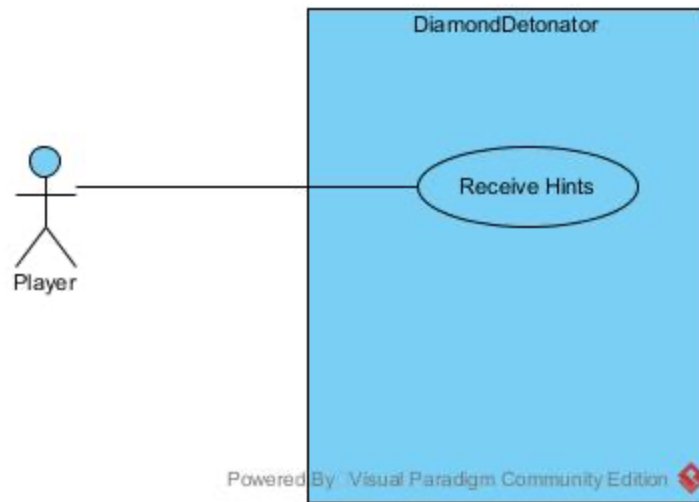 DiamondDetonator
Receive Hints
Player
Powered By Visual Paradigm Community Edition